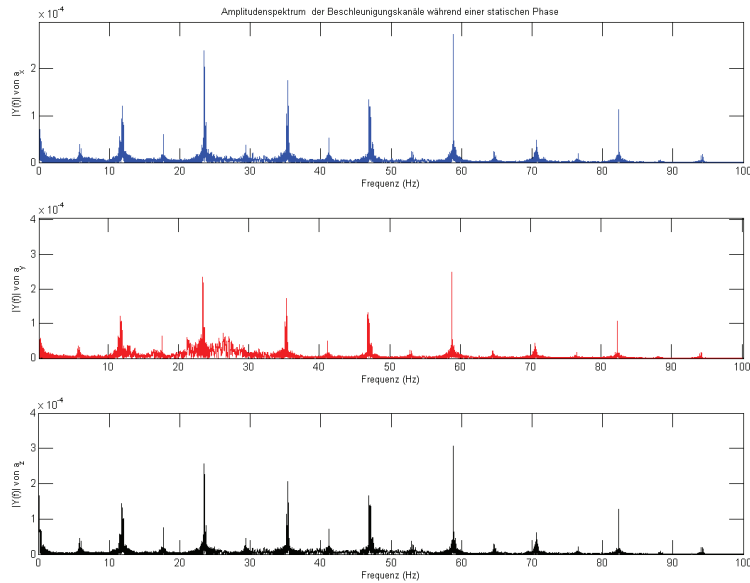 Amplitudenspektrum der Beschleunigungskanäle während einer statischen Phase
x 10⁻⁴
2
1
0
|Y(f)| von a_x
0 10 20 30 40 50 60 70 80 90 100
Frequenz (Hz)
x 10⁻⁴
4
3
2
1
0
|Y(f)| von a_Y
10 20 30 40 50 60 70 80 90 100
Frequenz (Hz)
x 10⁻⁴
4
3
2
1
0
|Y(f)| von a_z
0 10 20 30 40 50 60 70 80 90 100
Frequenz (Hz)